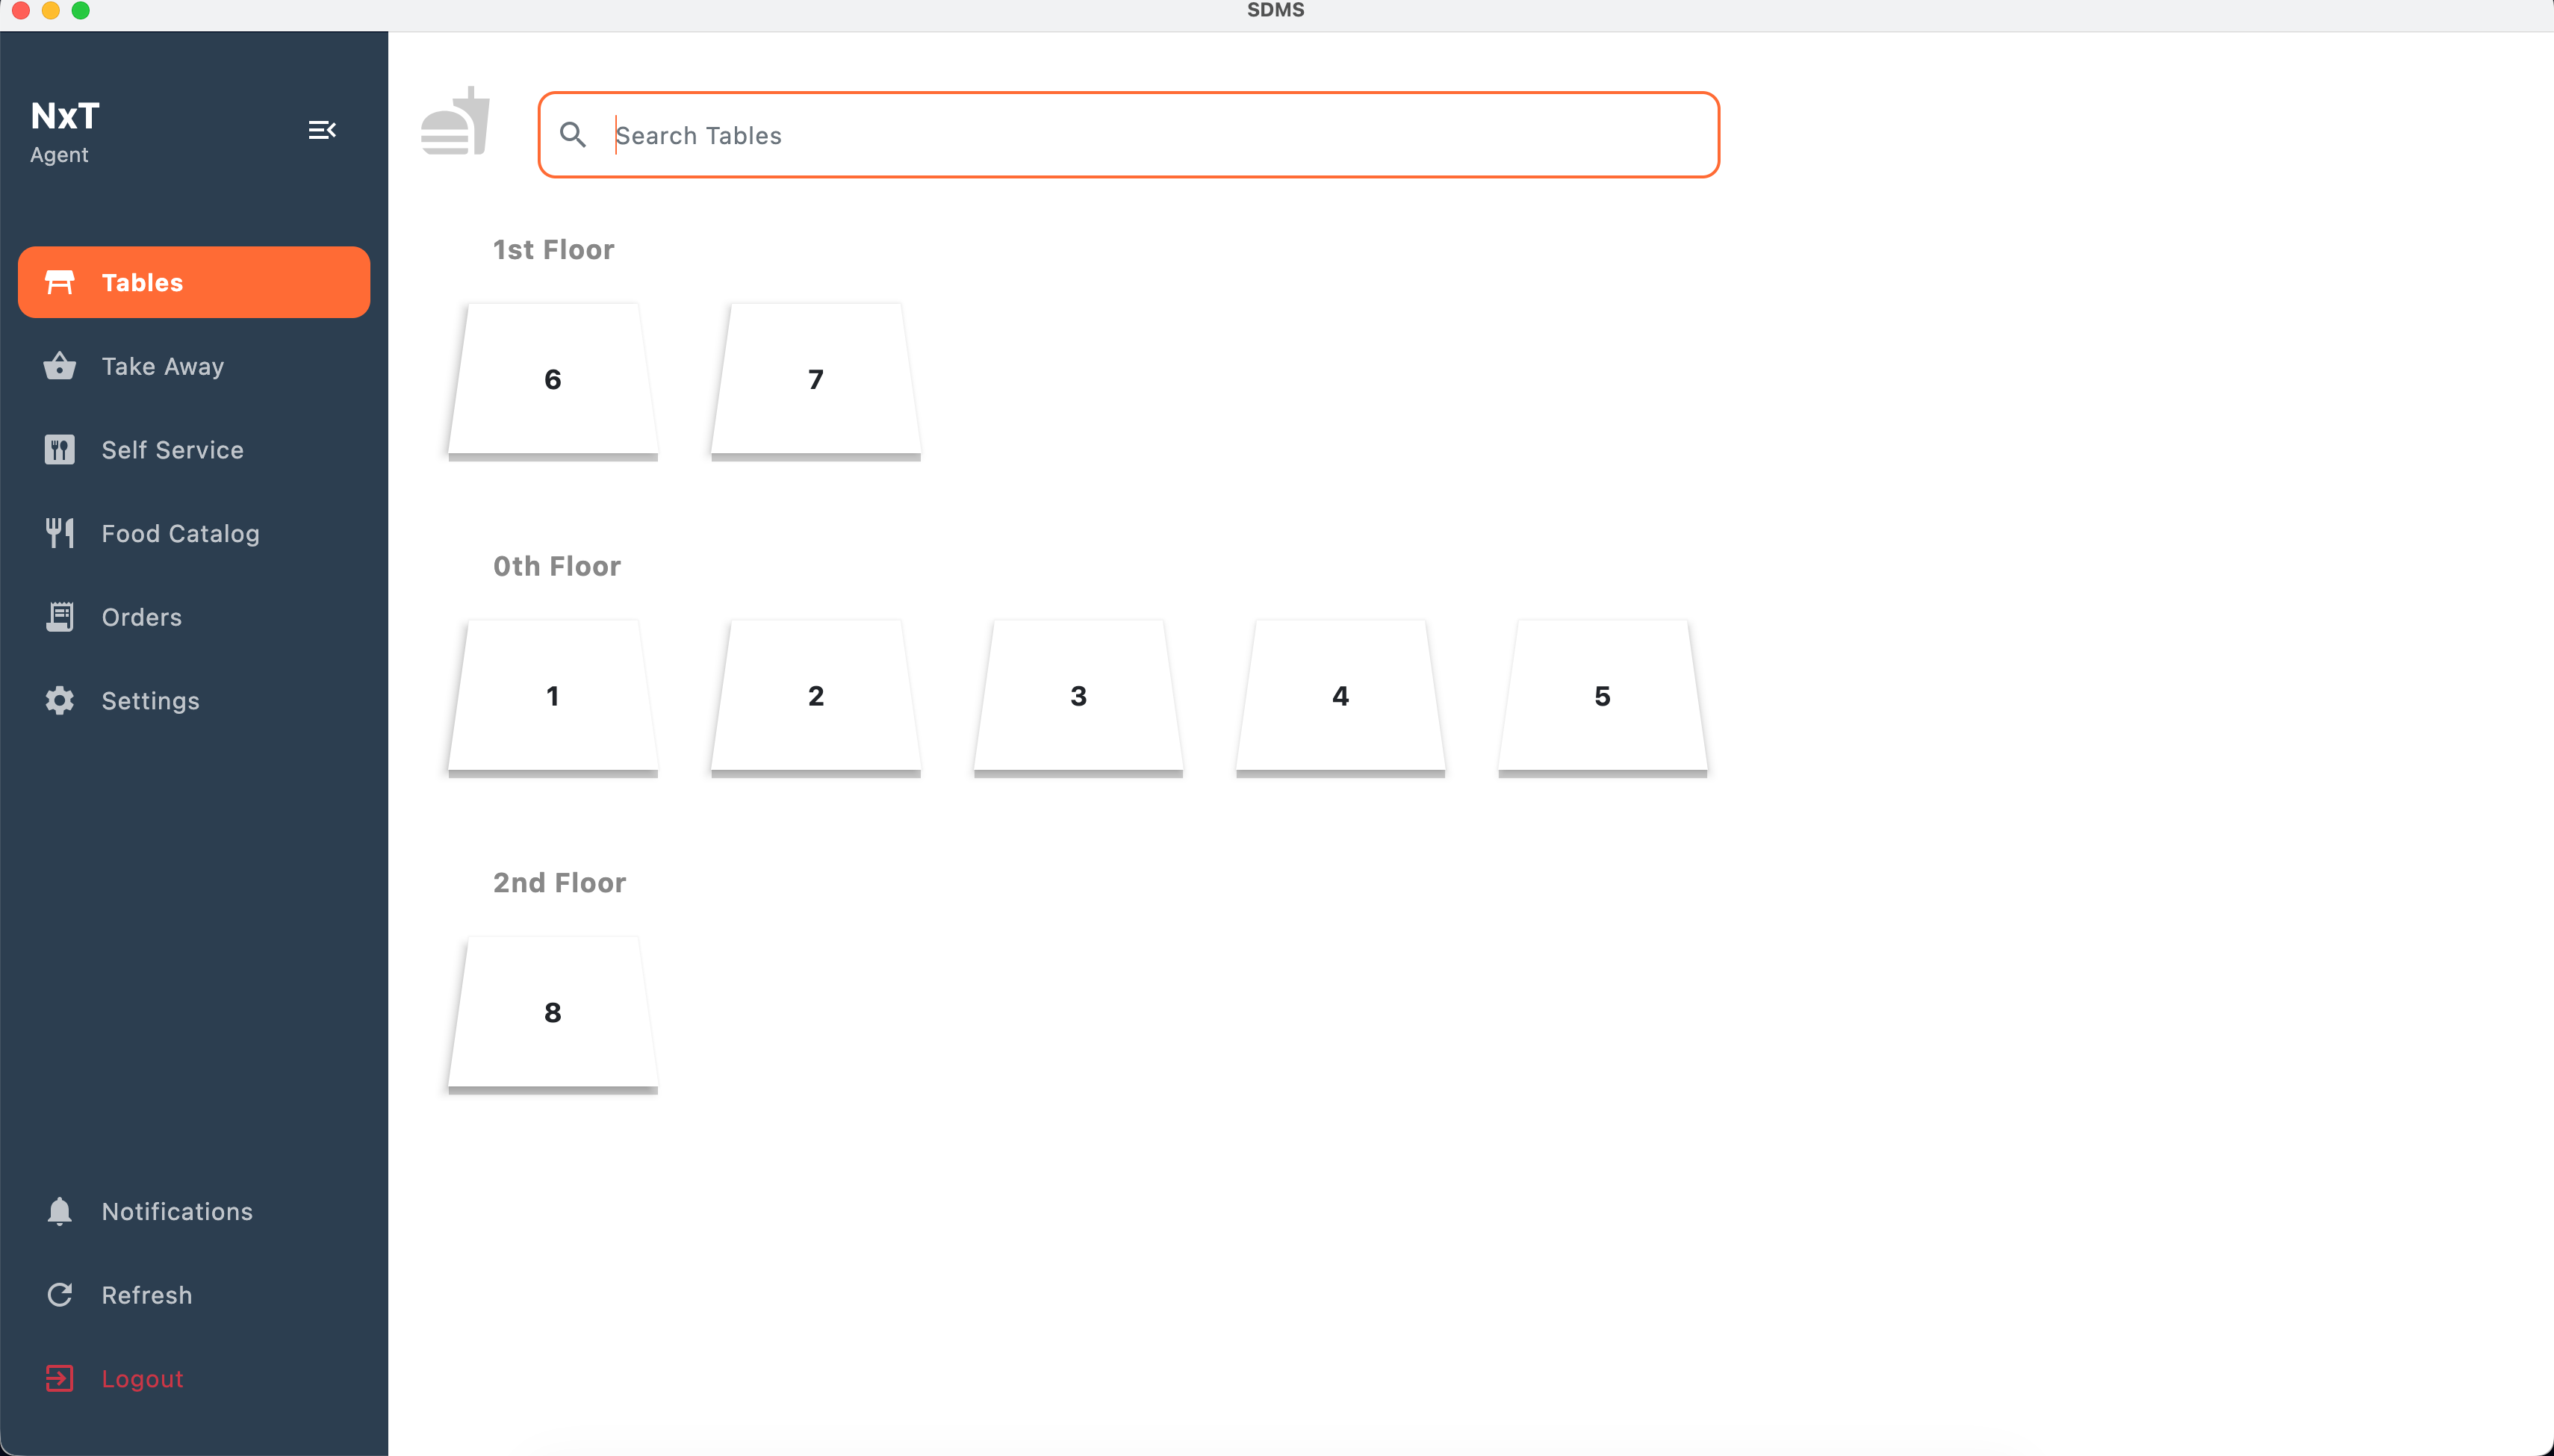 SDMS
NxT
Agent
Tables
Take Away
Self Service
Food Catalog
Orders
Settings
Notifications
Refresh
Logout
Search Tables
1st Floor
6 7
0th Floor
1 2 3 4 5
2nd Floor
8